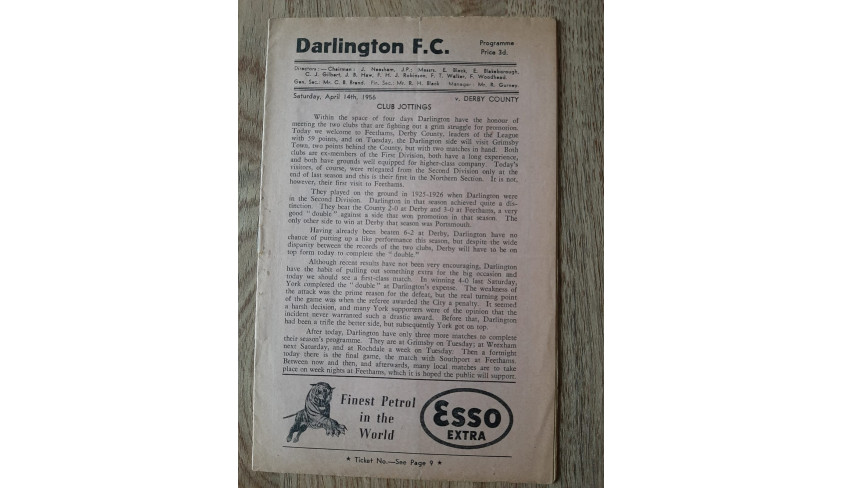 Darlington F.C.
Programme
Price 3d.
Directors :— Chairman : J. Neasham, J.P.; Messrs. E. Black, E. Blakeborough,
C. J. Gilbert, J. B. Haw, F. H. J. Robinson, F. T. Walker, F. Woodhead.
Gen. Sec.: Mr. C. B. Brand. Fin. Sec.: Mr. B. H. Black Manager : Mr. R. Gurney.
Saturday, April 14th, 1956 v. DERBY COUNTY
CLUB JOTTINGS
Within the space of four days Darlington have the honour of
meeting the two clubs that are fighting out a grim struggle for promotion.
Today we welcome to Feethams, Derby County, leaders of the League
with 59 points, and on Tuesday, the Darlington side will visit Grimsby
Town, two points behind the County, but with two matches in hand. Both
clubs are ex-members of the First Division, both have a long experience,
and both have grounds well equipped for higher-class company. Today's
visitors, of course, were relegated from the Second Division only at the
end of last season and this is their first in the Northern Section. It is not,
however, their first visit to Feethams.
They played on the ground in 1925-1926 when Darlington were
in the Second Division. Darlington in that season achieved quite a dis-
tinction. They beat the County 2-0 at Derby and 3-0 at Feethams, a very
good "double" against a side that won promotion in that season. The
only other side to win at Derby that season was Portsmouth.
Having already been beaten 6-2 at Derby, Darlington have no
chance of putting up a like performance this season, but despite the wide
disparity between the records of the two clubs, Derby will have to be on
top form today to complete the "double."
Although recent results have not been very encouraging, Darlington
have the habit of pulling out something extra for the big occasion and
today we should see a first-class match. In winning 4-0 last Saturday,
York completed the "double" at Darlington's expense. The weakness of
the attack was the prime reason for the defeat, but the real turning point
of the game was when the referee awarded the City a penalty. It seemed
a harsh decision, and many York supporters were of the opinion that the
incident never warranted such a drastic award. Before that, Darlington
had been a trifle the better side, but subsequently York got on top.
After today, Darlington have only three more matches to complete
their season's programme. They are at Grimsby on Tuesday; at Wrexham
next Saturday, and at Rochdale a week on Tuesday. Then a fortnight
today there is the final game, the match with Southport at Feethams.
Between now and then, and afterwards, many local matches are to take
place on week nights at Feethams, which it is hoped the public will support.
Finest Petrol
in the
World
Esso
EXTRA
★ Ticket No.—See Page 9 ★